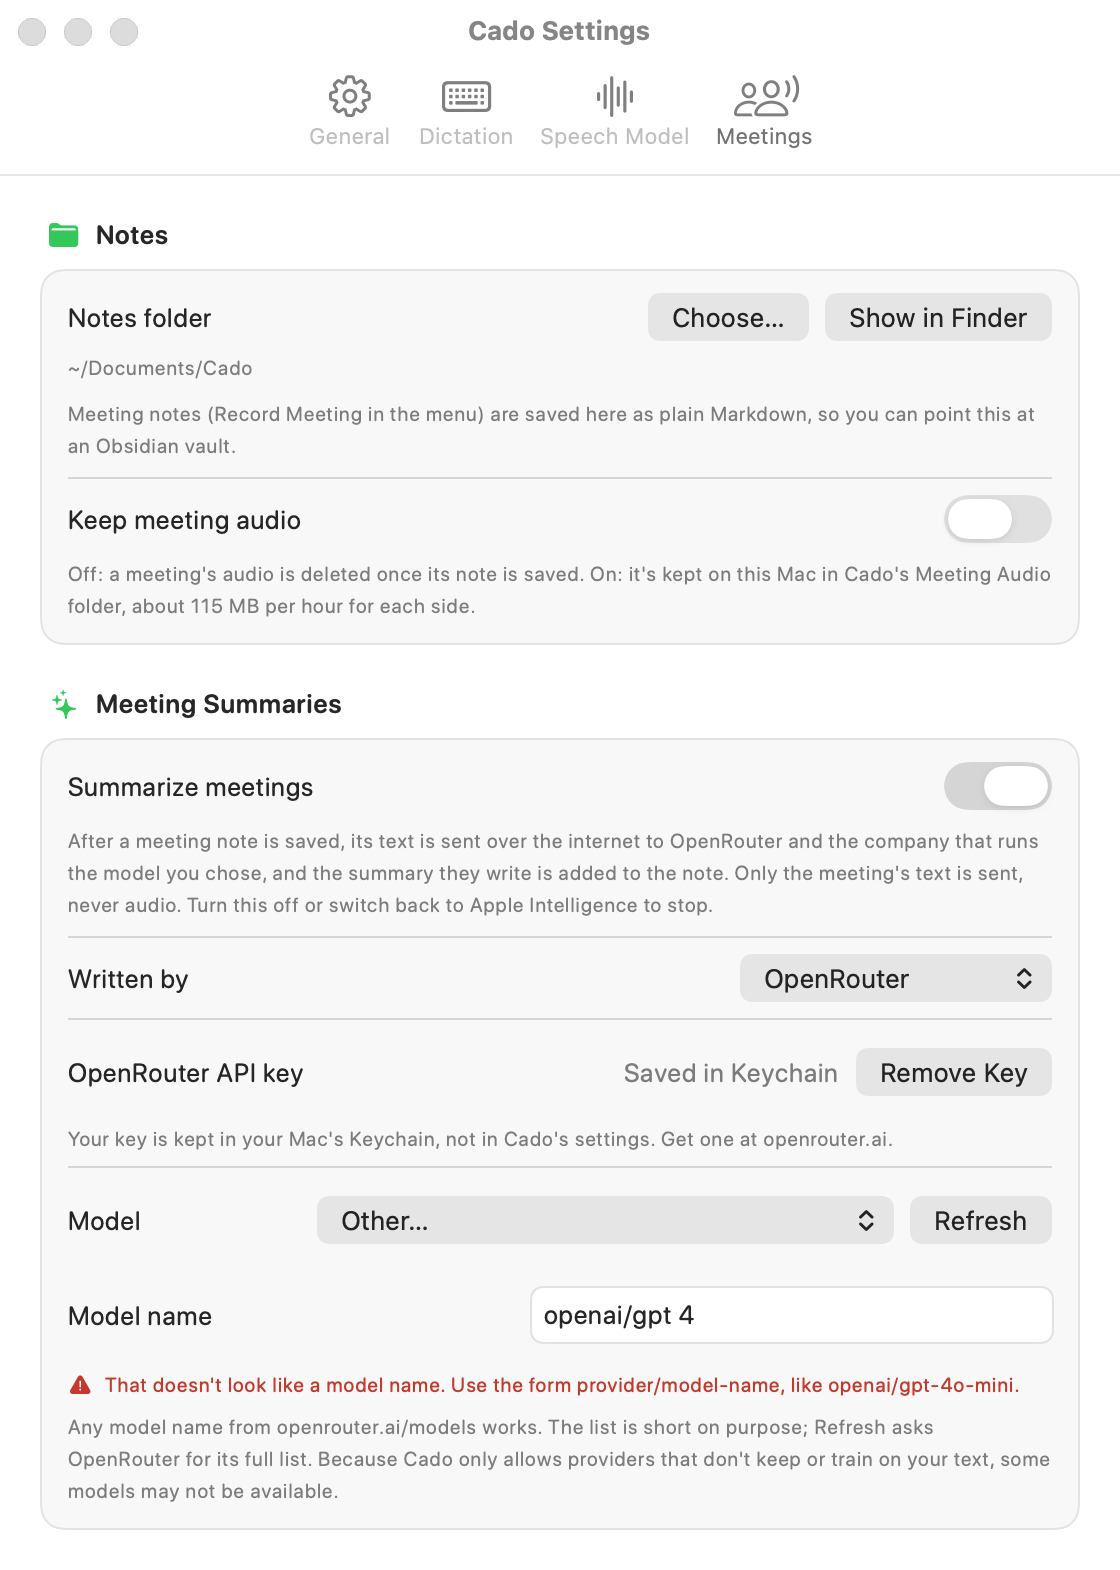 Cado Settings
General
Dictation
Speech Model
Meetings
Notes
Notes folder
Choose...
Show in Finder
~/Documents/Cado
Meeting notes (Record Meeting in the menu) are saved here as plain Markdown, so you can point this at
an Obsidian vault.
Keep meeting audio
Off: a meeting's audio is deleted once its note is saved. On: it's kept on this Mac in Cado's Meeting Audio
folder, about 115 MB per hour for each side.
Meeting Summaries
Summarize meetings
After a meeting note is saved, its text is sent over the internet to OpenRouter and the company that runs
the model you chose, and the summary they write is added to the note. Only the meeting's text is sent,
never audio. Turn this off or switch back to Apple Intelligence to stop.
Written by
OpenRouter
OpenRouter API key
Saved in Keychain
Remove Key
Your key is kept in your Mac's Keychain, not in Cado's settings. Get one at openrouter.ai.
Model
Other...
Refresh
Model name
openai/gpt 4
That doesn't look like a model name. Use the form provider/model-name, like openai/gpt-4o-mini.
Any model name from openrouter.ai/models works. The list is short on purpose; Refresh asks
OpenRouter for its full list. Because Cado only allows providers that don't keep or train on your text, some
models may not be available.